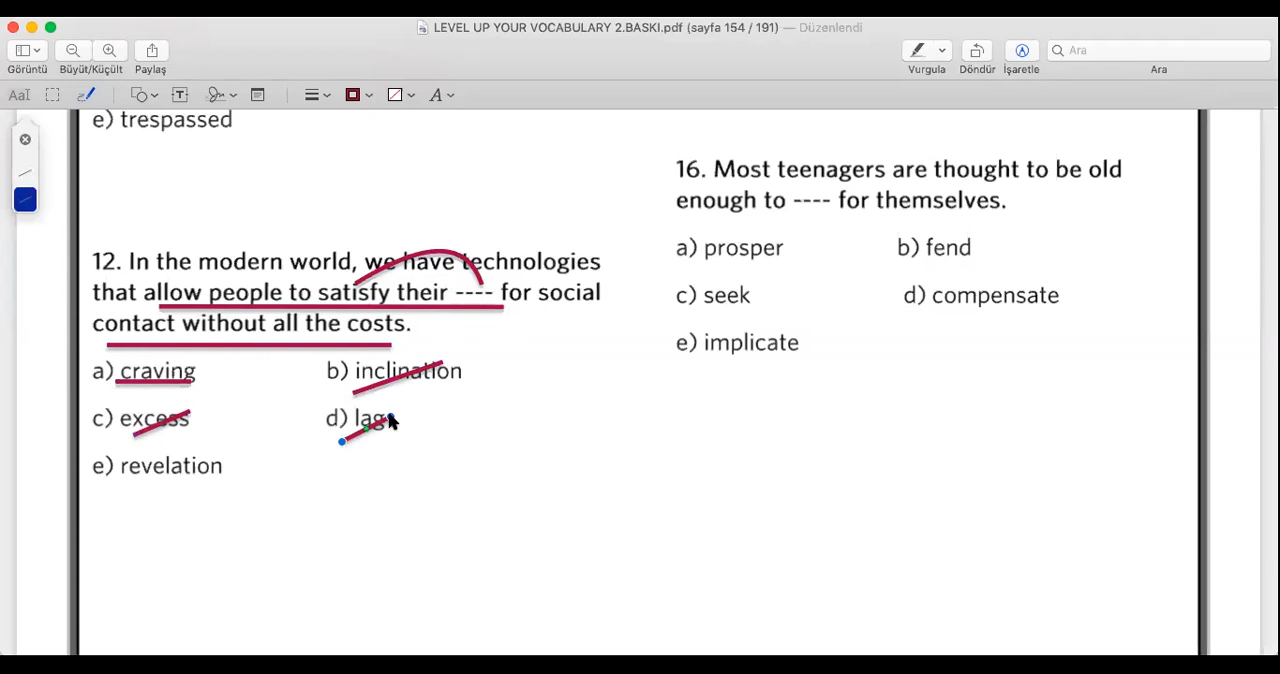 LEVEL UP YOUR VOCABULARY 2.BASKI.pdf (sayfa 154 / 191) — Düzenlendi
Ara
Görüntü Büyüt/Küçült Paylaş Vurgula Döndür İşaretle Ara
e) trespassed
12. In the modern world, we have technologies
that allow people to satisfy their ---- for social
contact without all the costs.
a) craving b) inclination
c) excess d) lag
e) revelation
16. Most teenagers are thought to be old
enough to ---- for themselves.
a) prosper b) fend
c) seek d) compensate
e) implicate